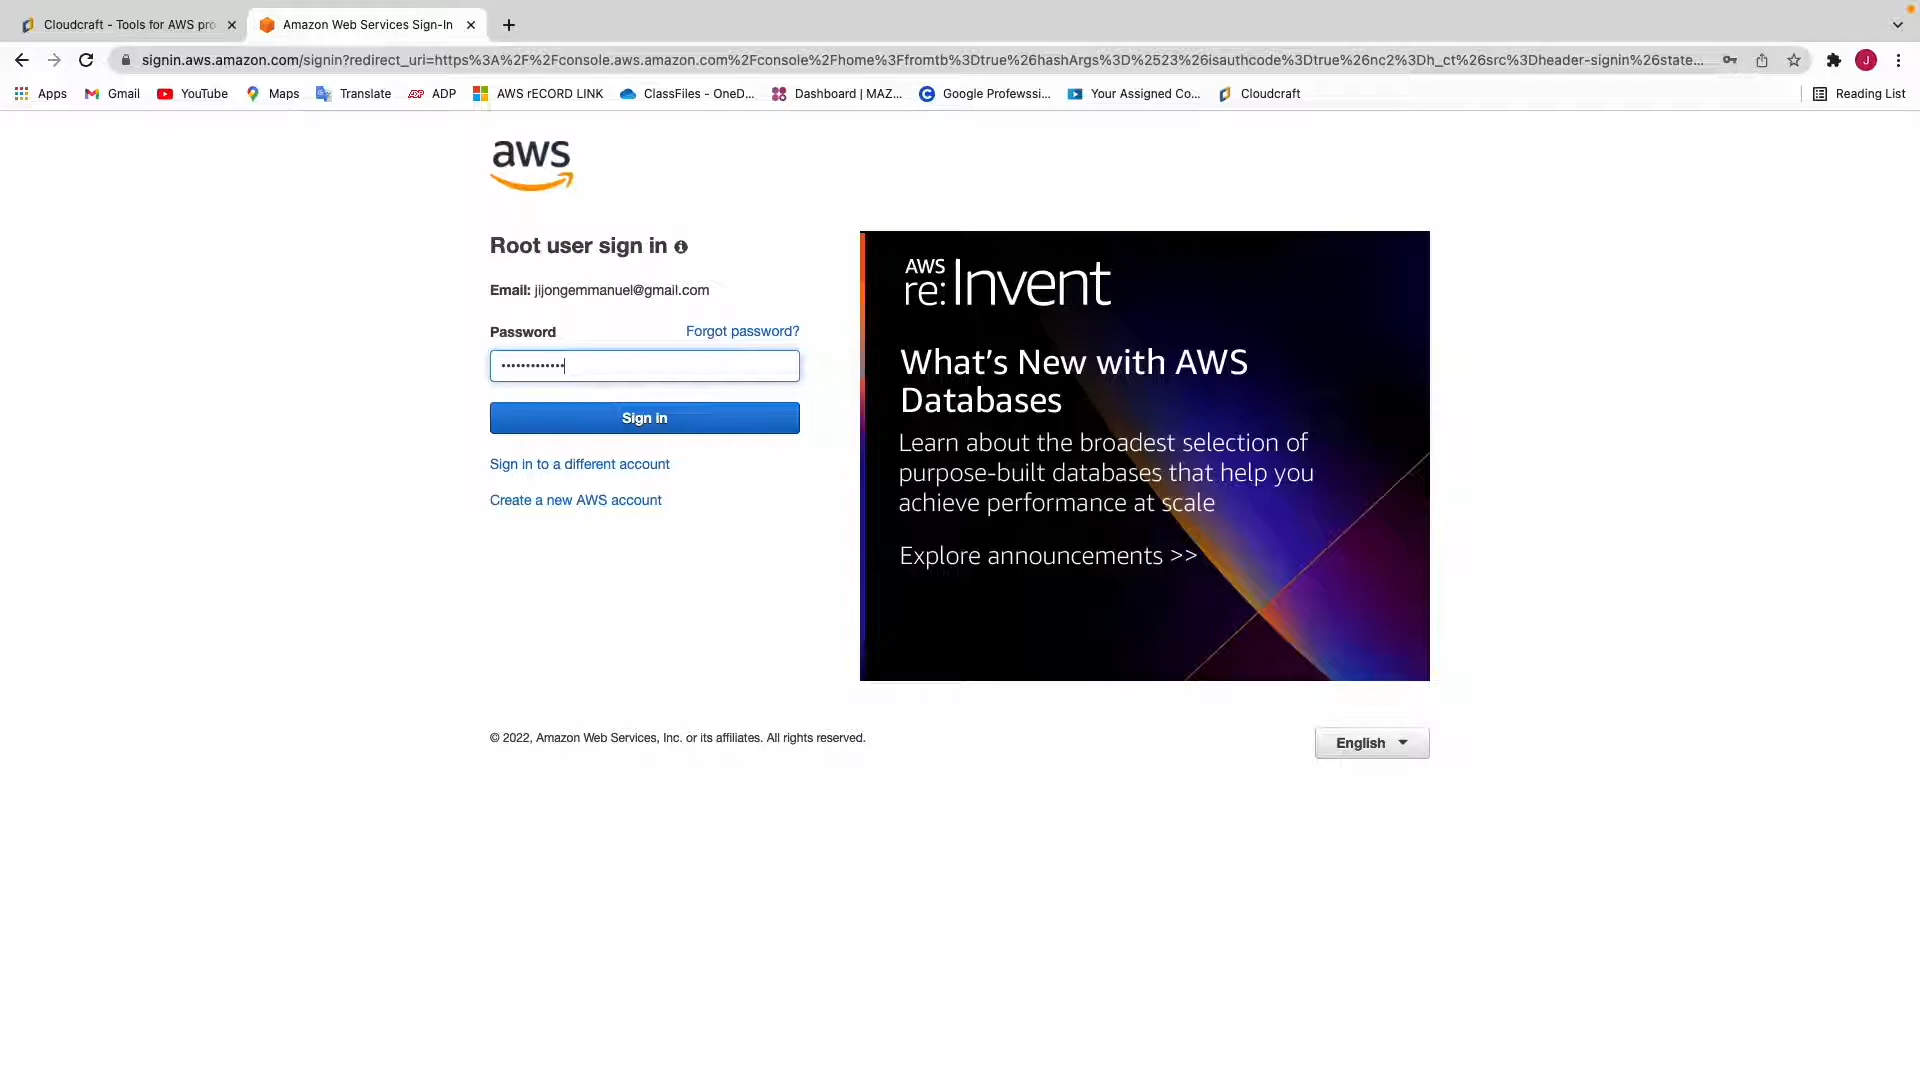 Cloudcraft - Tools for AWS pro
Amazon Web Services Sign-In
signin.aws.amazon.com/signin?redirect_uri=https%3A%2F%2Fconsole.aws.amazon.com%2Fconsole%2Fhome%3Ffromtb%3Dtrue%26hashArgs%3D%2523%26isauthcode%3Dtrue%26nc2%3Dh_ct%26src%3Dheader-signin%26state...
J
Apps
Gmail
YouTube
Maps
Translate
ADP
AWS rECORD LINK
ClassFiles - OneD...
Dashboard | MAZ...
Google Profewssi...
Your Assigned Co...
Cloudcraft
Reading List
aws
Root user sign in
Email: jijongemmanuel@gmail.com
Password
Forgot password?
Sign in
Sign in to a different account
Create a new AWS account
AWS
re:Invent
What's New with AWS
Databases
Learn about the broadest selection of
purpose-built databases that help you
achieve performance at scale
Explore announcements >>
© 2022, Amazon Web Services, Inc. or its affiliates. All rights reserved.
English